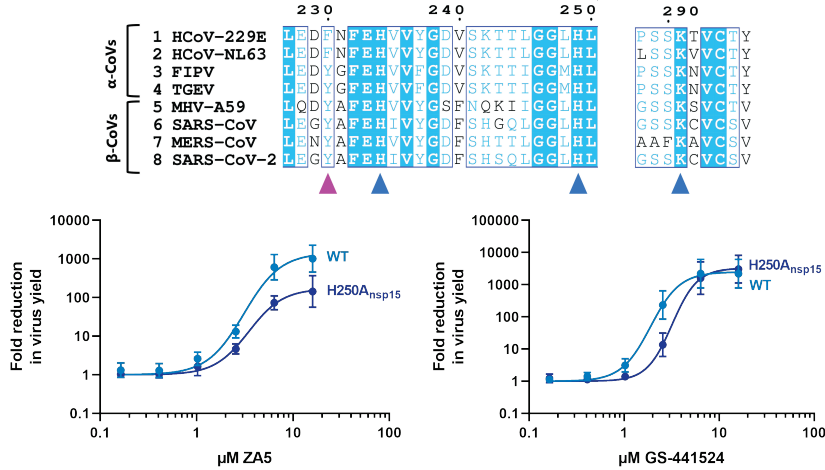 230 240 250 290
α-CoVs
1 HCoV-229E LEDFNFEHVVYGDVSKTTLGGLHL PSSKTVCTY
2 HCoV-NL63 LEDFNFEHVVYGDVSKTTLGGLHL LSSKVVCTY
3 FIPV LEDYGFEHVVFGDVSKTTIGGMHL PSSKNVCTY
4 TGEV LEDYGFEHVVFGDVSKTTIGGMHL PSSKNVCTY
β-CoVs
5 MHV-A59 LQDYAFEHIVYGSFNQKIIGGLHL GSSKSVCTV
6 SARS-CoV LEGYAFEHIVYGDFSHGQLGGLHL GSSKCVCSV
7 MERS-CoV AAFKAVCSV
8 SARS-CoV-2 LEGYAFEHIVYGDFSHSQLGGLHL GSSKCVCSV
Fold reduction
in virus yield
10000
1000
100
10
1
0.1
0.1 1 10 100
µM ZA5
WT
H250Ansp15
Fold reduction
in virus yield
100000
10000
1000
100
10
1
0.1
0.1 1 10 100
µM GS-441524
H250Ansp15
WT